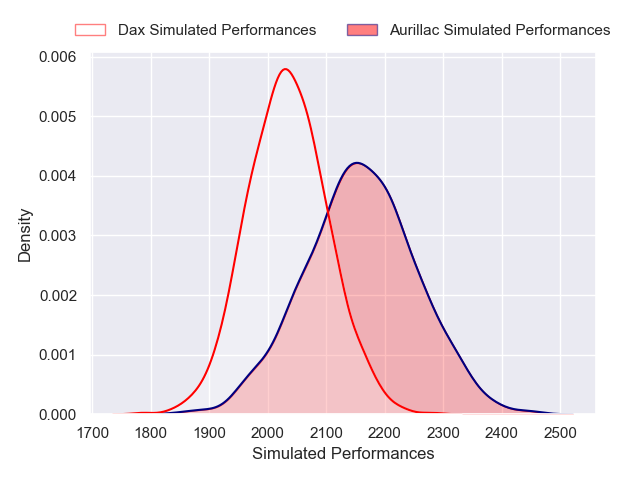 Dax Simulated Performances Aurillac Simulated Performances
0.006
0.005
0.004
0.003
0.002
0.001
0.000
Density
1700 1800 1900 2000 2100 2200 2300 2400 2500
Simulated Performances